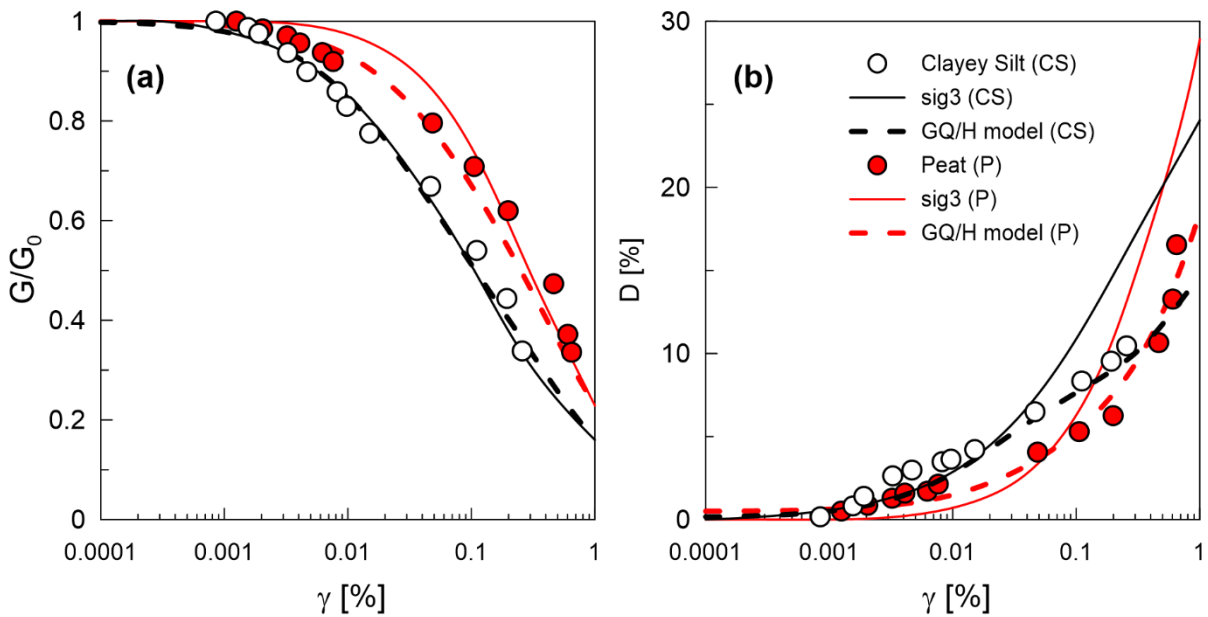 (a)
G/G₀
1
0.8
0.6
0.4
0.2
0
0.0001 0.001 0.01 0.1 1
γ [%]
(b)
D [%]
30
20
10
0
0.0001 0.001 0.01 0.1 1
γ [%]
Clayey Silt (CS)
sig3 (CS)
GQ/H model (CS)
Peat (P)
sig3 (P)
GQ/H model (P)